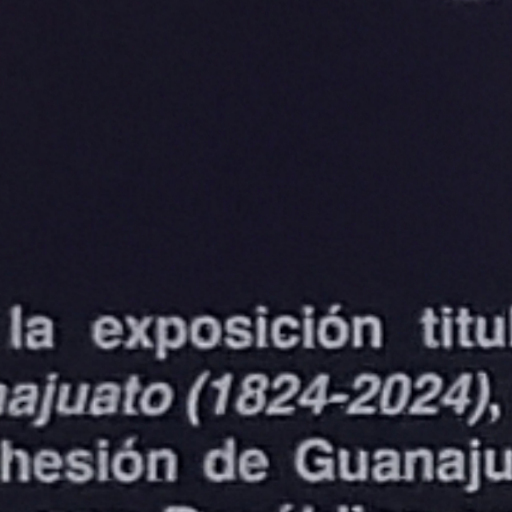 la exposición titul
najuato (1824-2024),
hesión de Guanaju